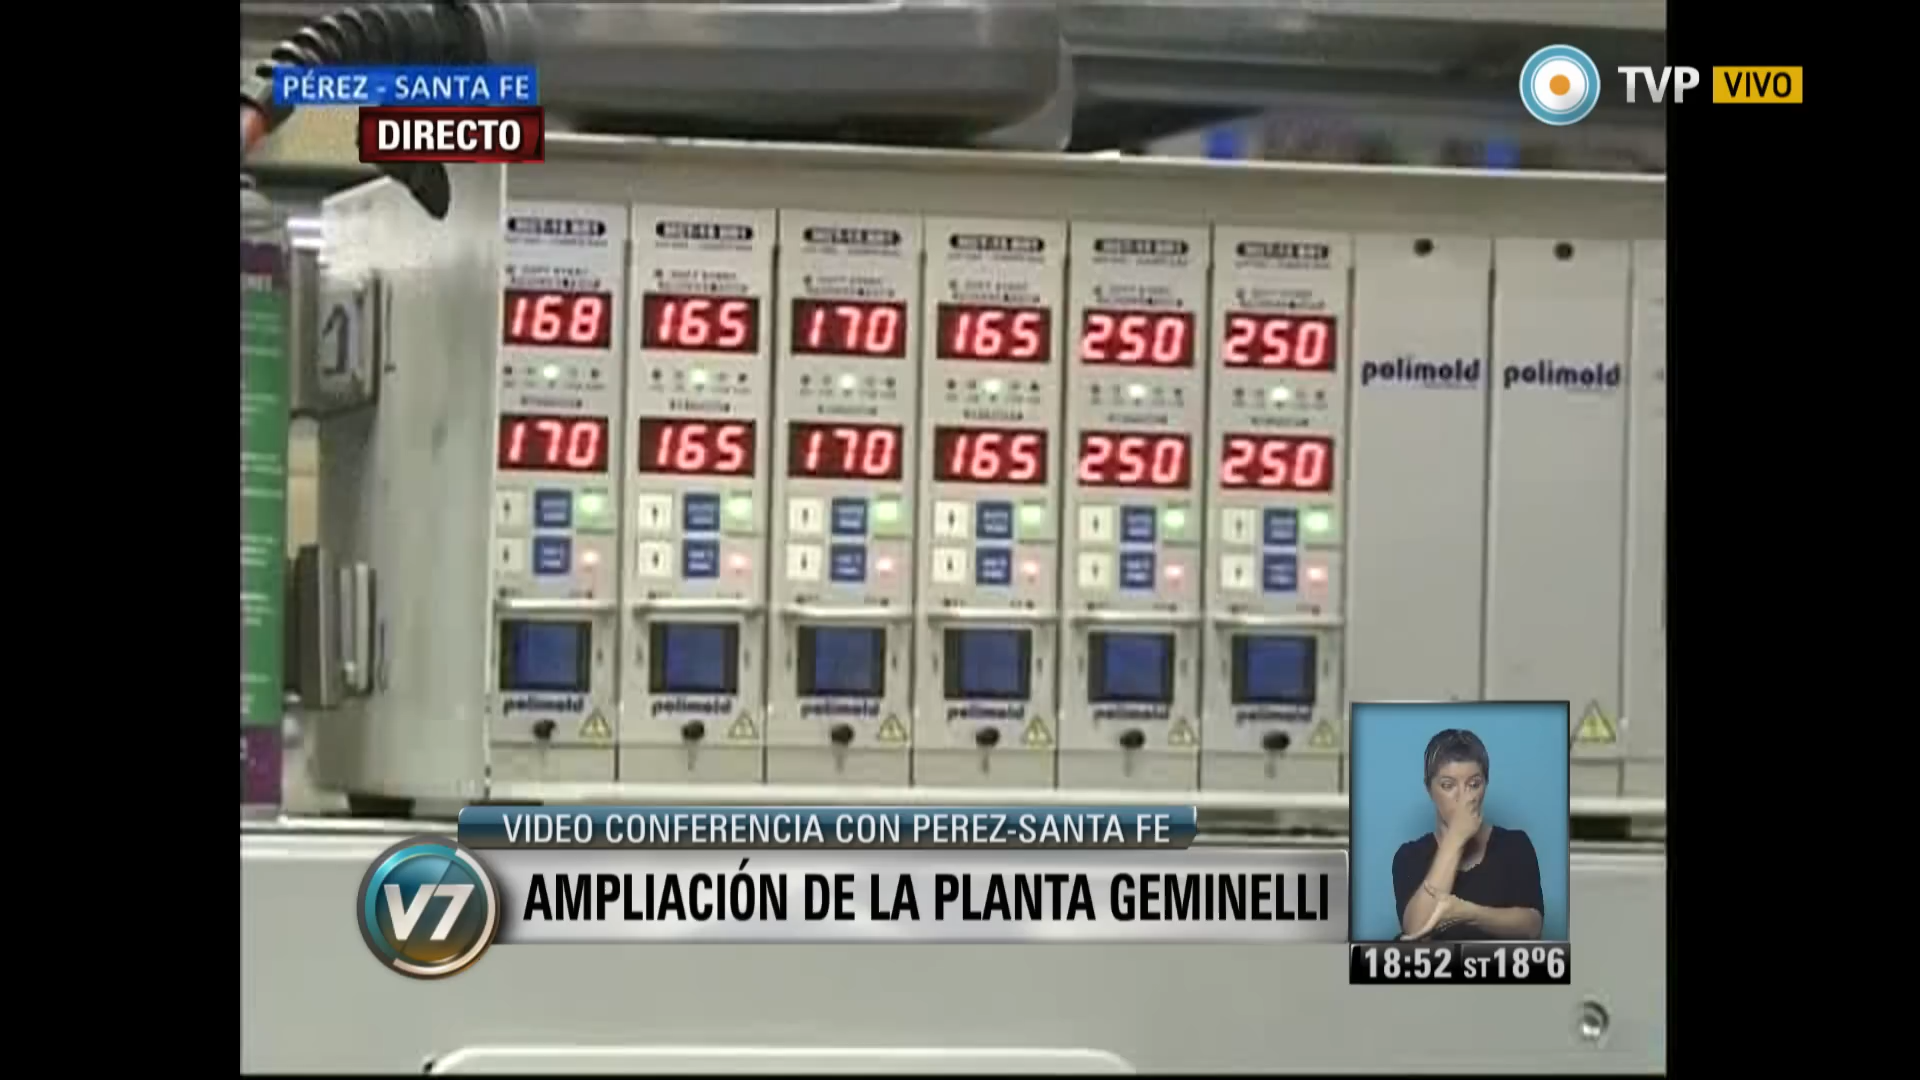 PÉREZ - SANTA FE
DIRECTO
TVP VIVO
168 165 170 165 250 250
polimold polimold
170 165 170 165 250 250
polimold polimold polimold polimold polimold polimold
VIDEO CONFERENCIA CON PEREZ-SANTA FE
V7
AMPLIACIÓN DE LA PLANTA GEMINELLI
18:52 ST 18º6